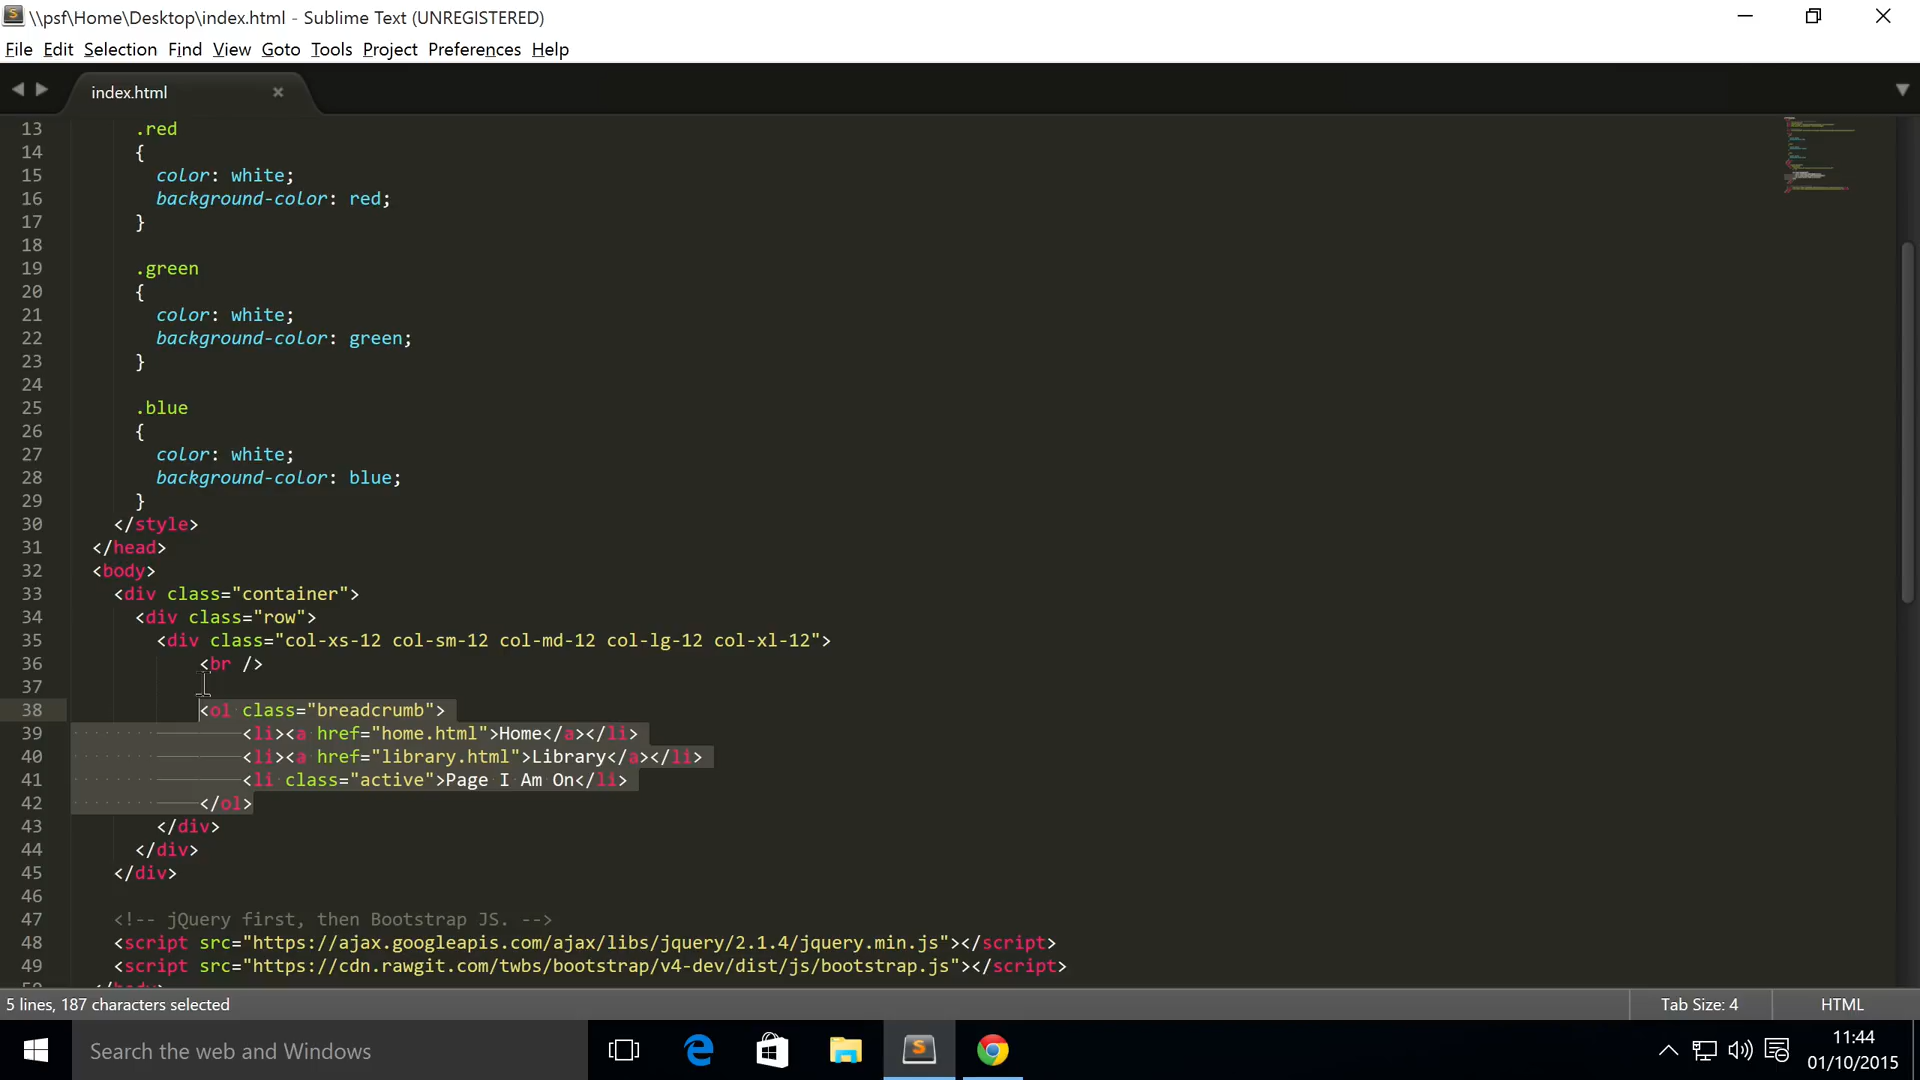 \\psf\Home\Desktop\index.html - Sublime Text (UNREGISTERED)
File Edit Selection Find View Goto Tools Project Preferences Help
index.html
13 .red
14 {
15 color: white;
16 background-color: red;
17 }
18
19 .green
20 {
21 color: white;
22 background-color: green;
23 }
24
25 .blue
26 {
27 color: white;
28 background-color: blue;
29 }
30 </style>
31 </head>
32 <body>
33 <div class="container">
34 <div class="row">
35 <div class="col-xs-12 col-sm-12 col-md-12 col-lg-12 col-xl-12">
36 <br />
37
38 <ol class="breadcrumb">
39 <li><a href="home.html">Home</a></li>
40 <li><a href="library.html">Library</a></li>
41 <li class="active">Page I Am On</li>
42 </ol>
43 </div>
44 </div>
45 </div>
46
47 <!-- jQuery first, then Bootstrap JS. -->
48 <script src="https://ajax.googleapis.com/ajax/libs/jquery/2.1.4/jquery.min.js"></script>
49 <script src="https://cdn.rawgit.com/twbs/bootstrap/v4-dev/dist/js/bootstrap.js"></script>
5 lines, 187 characters selected Tab Size: 4 HTML
Search the web and Windows
11:44
01/10/2015